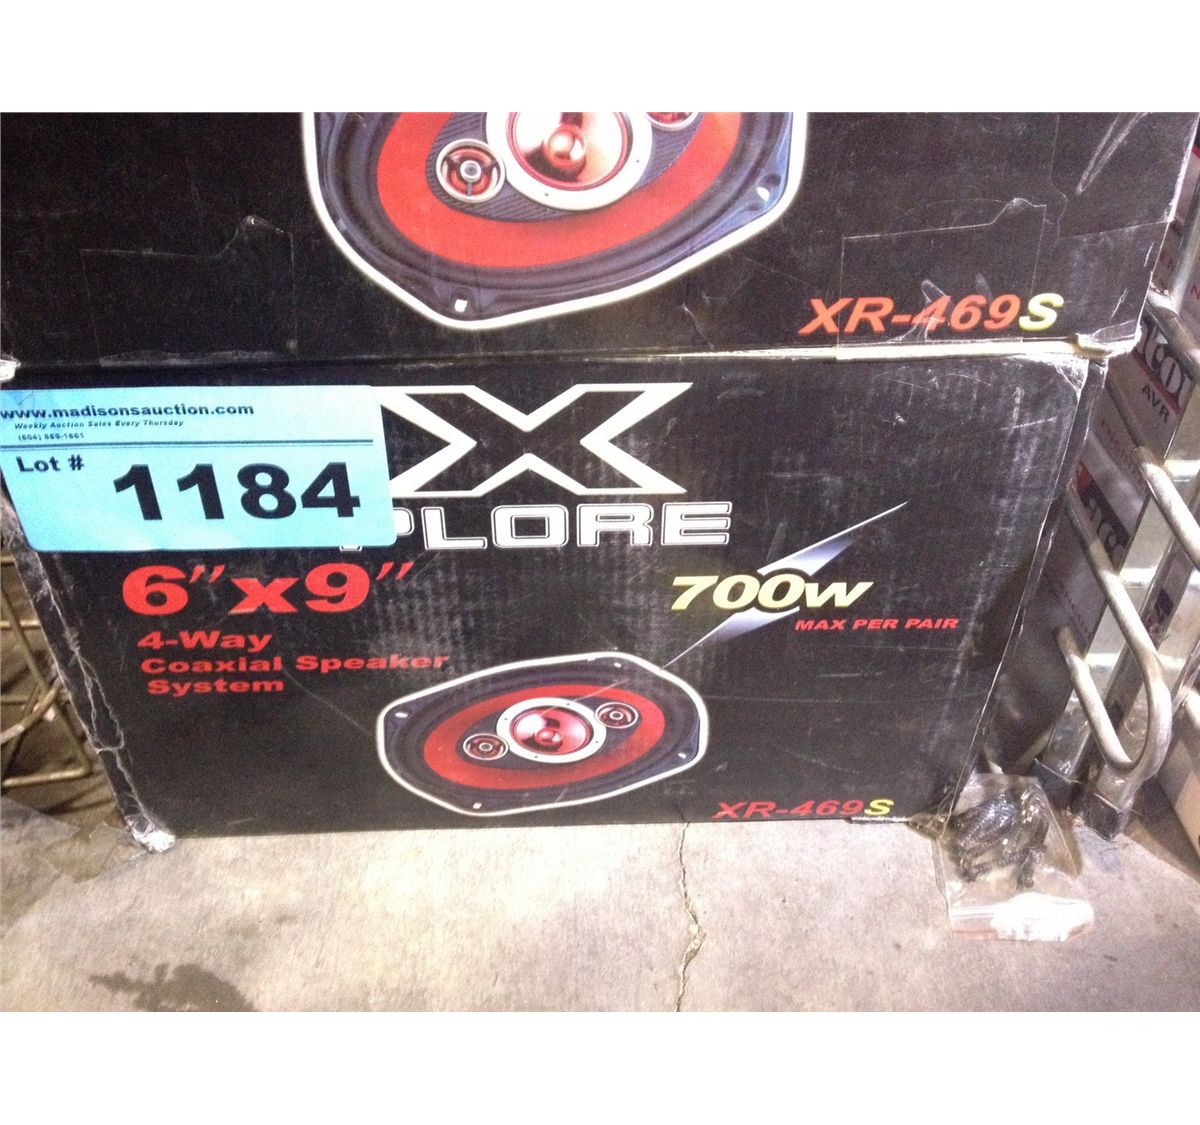 XR-469S
www.madisonsauction.com
Weekly Auction Sales Every Thursday
Lot #
1184
X
PLORE
6"x9"
700W
MAX PER PAIR
4-Way
Coaxial Speaker
System
XR-469S
AVR